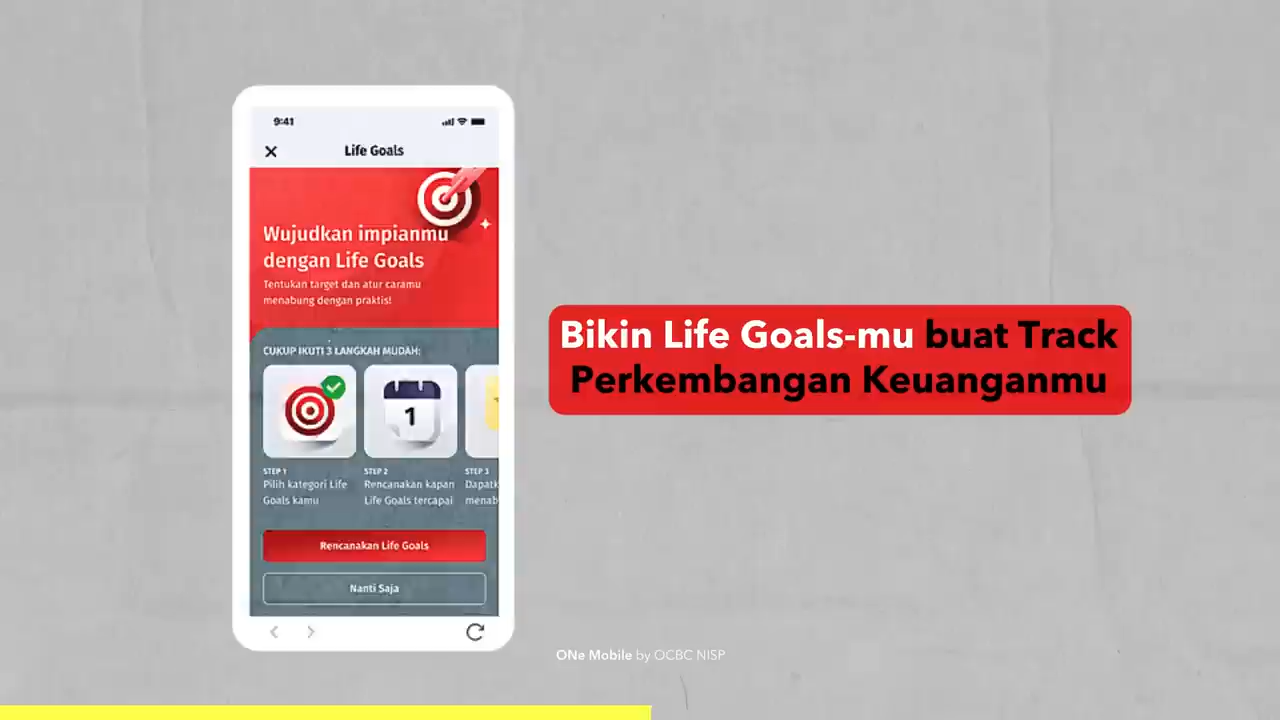 9:41
Life Goals
Wujudkan impianmu
dengan Life Goals
Tentukan target dan atur caramu
menabung dengan praktis!
CUKUP IKUTI 3 LANGKAH MUDAH:
1
STEP 1
Pilih kategori Life
Goals kamu
STEP 2
Rencanakan kapan
Life Goals tercapai
STEP 3
Dapatk
menab
Rencanakan Life Goals
Nanti Saja
Bikin Life Goals-mu buat Track
Perkembangan Keuanganmu
ONe Mobile by OCBC NISP